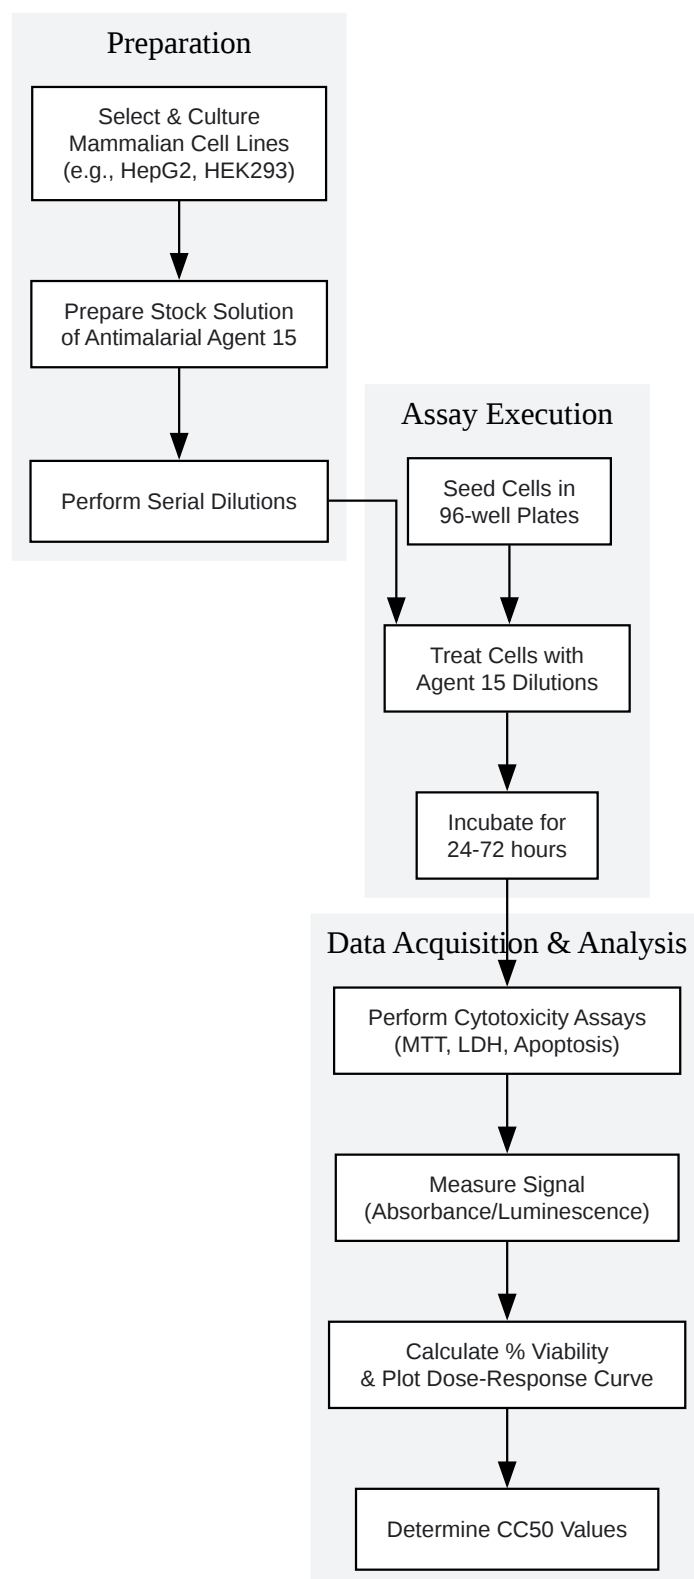 Preparation
Select & Culture
Mammalian Cell Lines
(e.g., HepG2, HEK293)
Prepare Stock Solution
of Antimalarial Agent 15
Perform Serial Dilutions
Assay Execution
Seed Cells in
96-well Plates
Treat Cells with
Agent 15 Dilutions
Incubate for
24-72 hours
Data Acquisition & Analysis
Perform Cytotoxicity Assays
(MTT, LDH, Apoptosis)
Measure Signal
(Absorbance/Luminescence)
Calculate % Viability
& Plot Dose-Response Curve
Determine CC50 Values